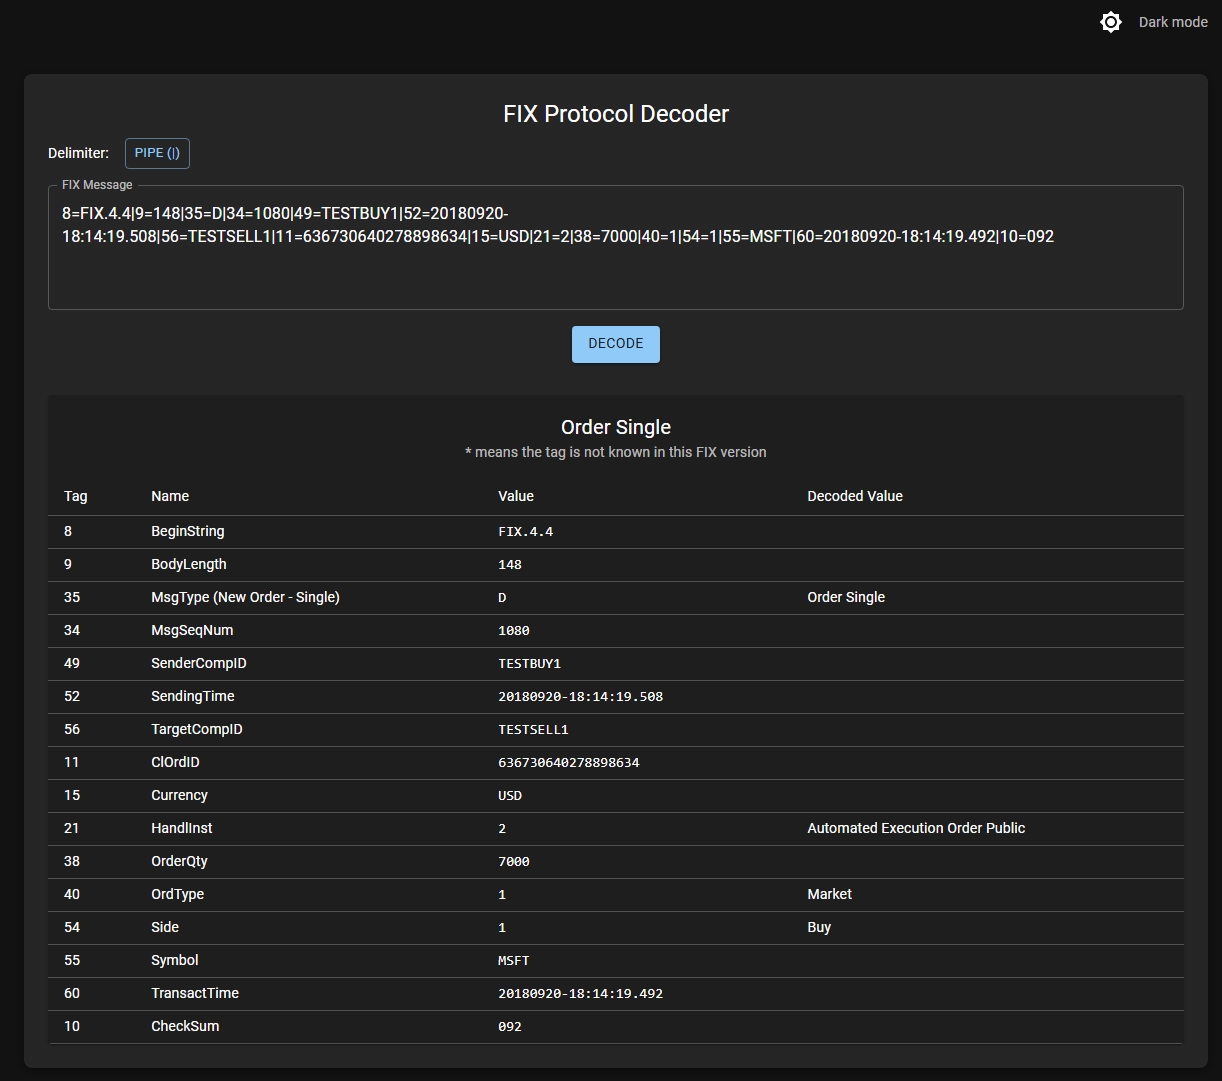 Dark mode
FIX Protocol Decoder
Delimiter: PIPE (|)
FIX Message
8=FIX.4.4|9=148|35=D|34=1080|49=TESTBUY1|52=20180920-
18:14:19.508|56=TESTSELL1|11=636730640278898634|15=USD|21=2|38=7000|40=1|54=1|55=MSFT|60=20180920-18:14:19.492|10=092
DECODE
Order Single
* means the tag is not known in this FIX version
Tag Name Value Decoded Value
8 BeginString FIX.4.4
9 BodyLength 148
35 MsgType (New Order - Single) D Order Single
34 MsgSeqNum 1080
49 SenderCompID TESTBUY1
52 SendingTime 20180920-18:14:19.508
56 TargetCompID TESTSELL1
11 ClOrdID 636730640278898634
15 Currency USD
21 HandlInst 2 Automated Execution Order Public
38 OrderQty 7000
40 OrdType 1 Market
54 Side 1 Buy
55 Symbol MSFT
60 TransactTime 20180920-18:14:19.492
10 CheckSum 092